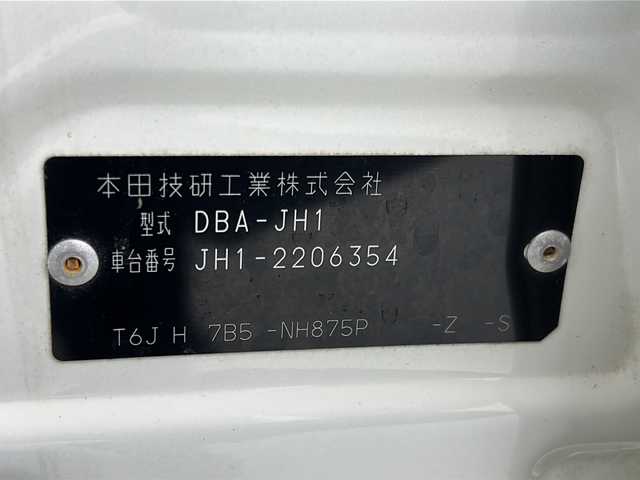 本田技研工業株式会社
型式 DBA-JH1
車台番号 JH1-2206354
T6J H 7B5 -NH875P -Z -S